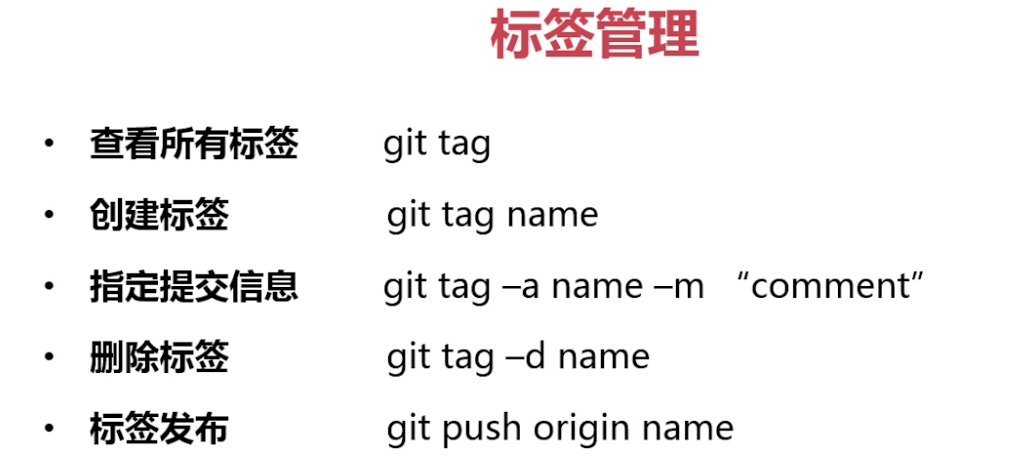 标签管理
• 查看所有标签 git tag
• 创建标签 git tag name
• 指定提交信息 git tag –a name –m “comment”
• 删除标签 git tag –d name
• 标签发布 git push origin name